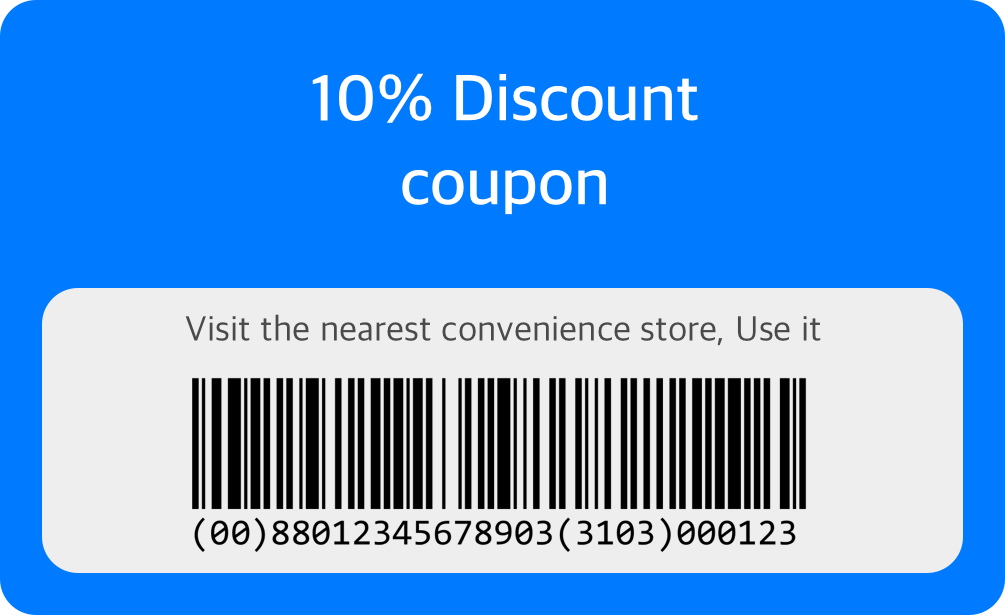 10% Discount
coupon
Visit the nearest convenience store, Use it
(00)88012345678903(3103)000123